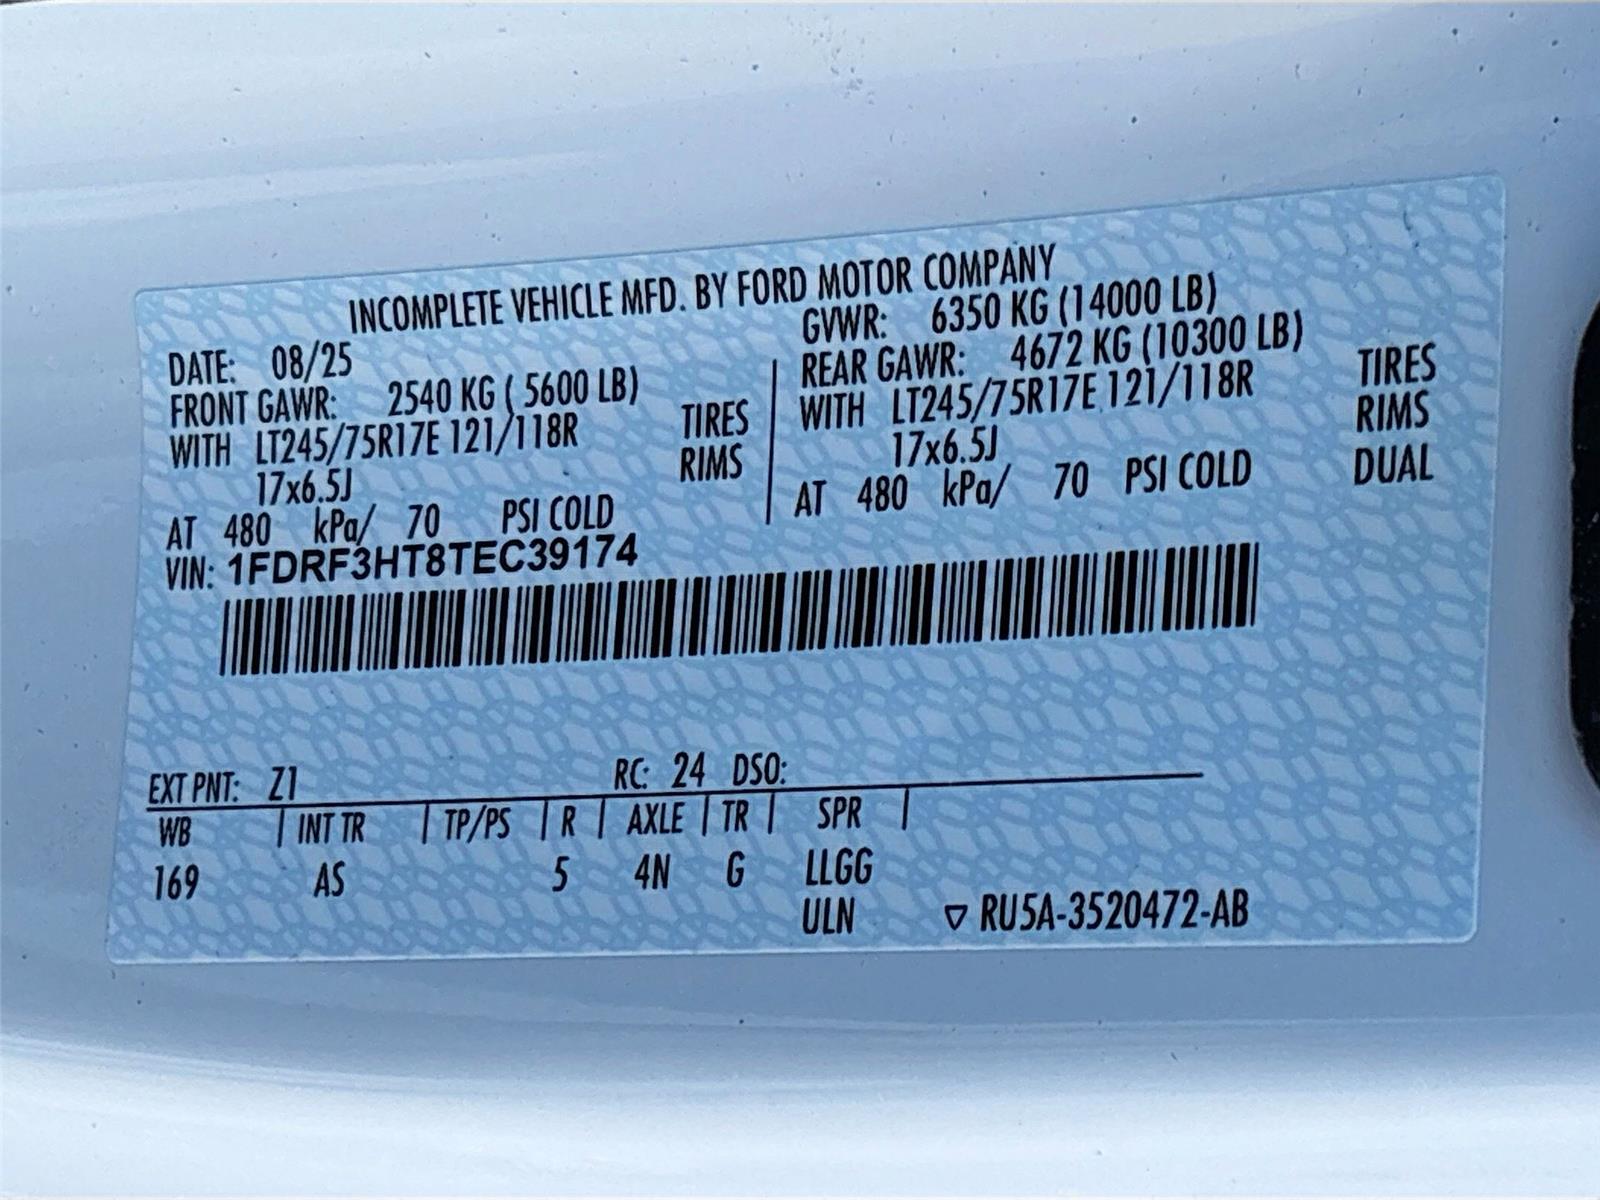 INCOMPLETE VEHICLE MFD. BY FORD MOTOR COMPANY
DATE: 08/25
GVWR: 6350 KG (14000 LB)
FRONT GAWR: 2540 KG ( 5600 LB)
REAR GAWR: 4672 KG (10300 LB)
WITH LT245/75R17E 121/118R TIRES
WITH LT245/75R17E 121/118R TIRES
17x6.5J RIMS
17x6.5J RIMS
AT 480 kPa/ 70 PSI COLD
AT 480 kPa/ 70 PSI COLD DUAL
VIN: 1FDRF3HT8TEC39174
EXT PNT: Z1 RC: 24 DSO:
WB | INT TR | TP/PS | R | AXLE | TR | SPR |
169 AS 5 4N G LLGG
ULN ▽ RU5A-3520472-AB